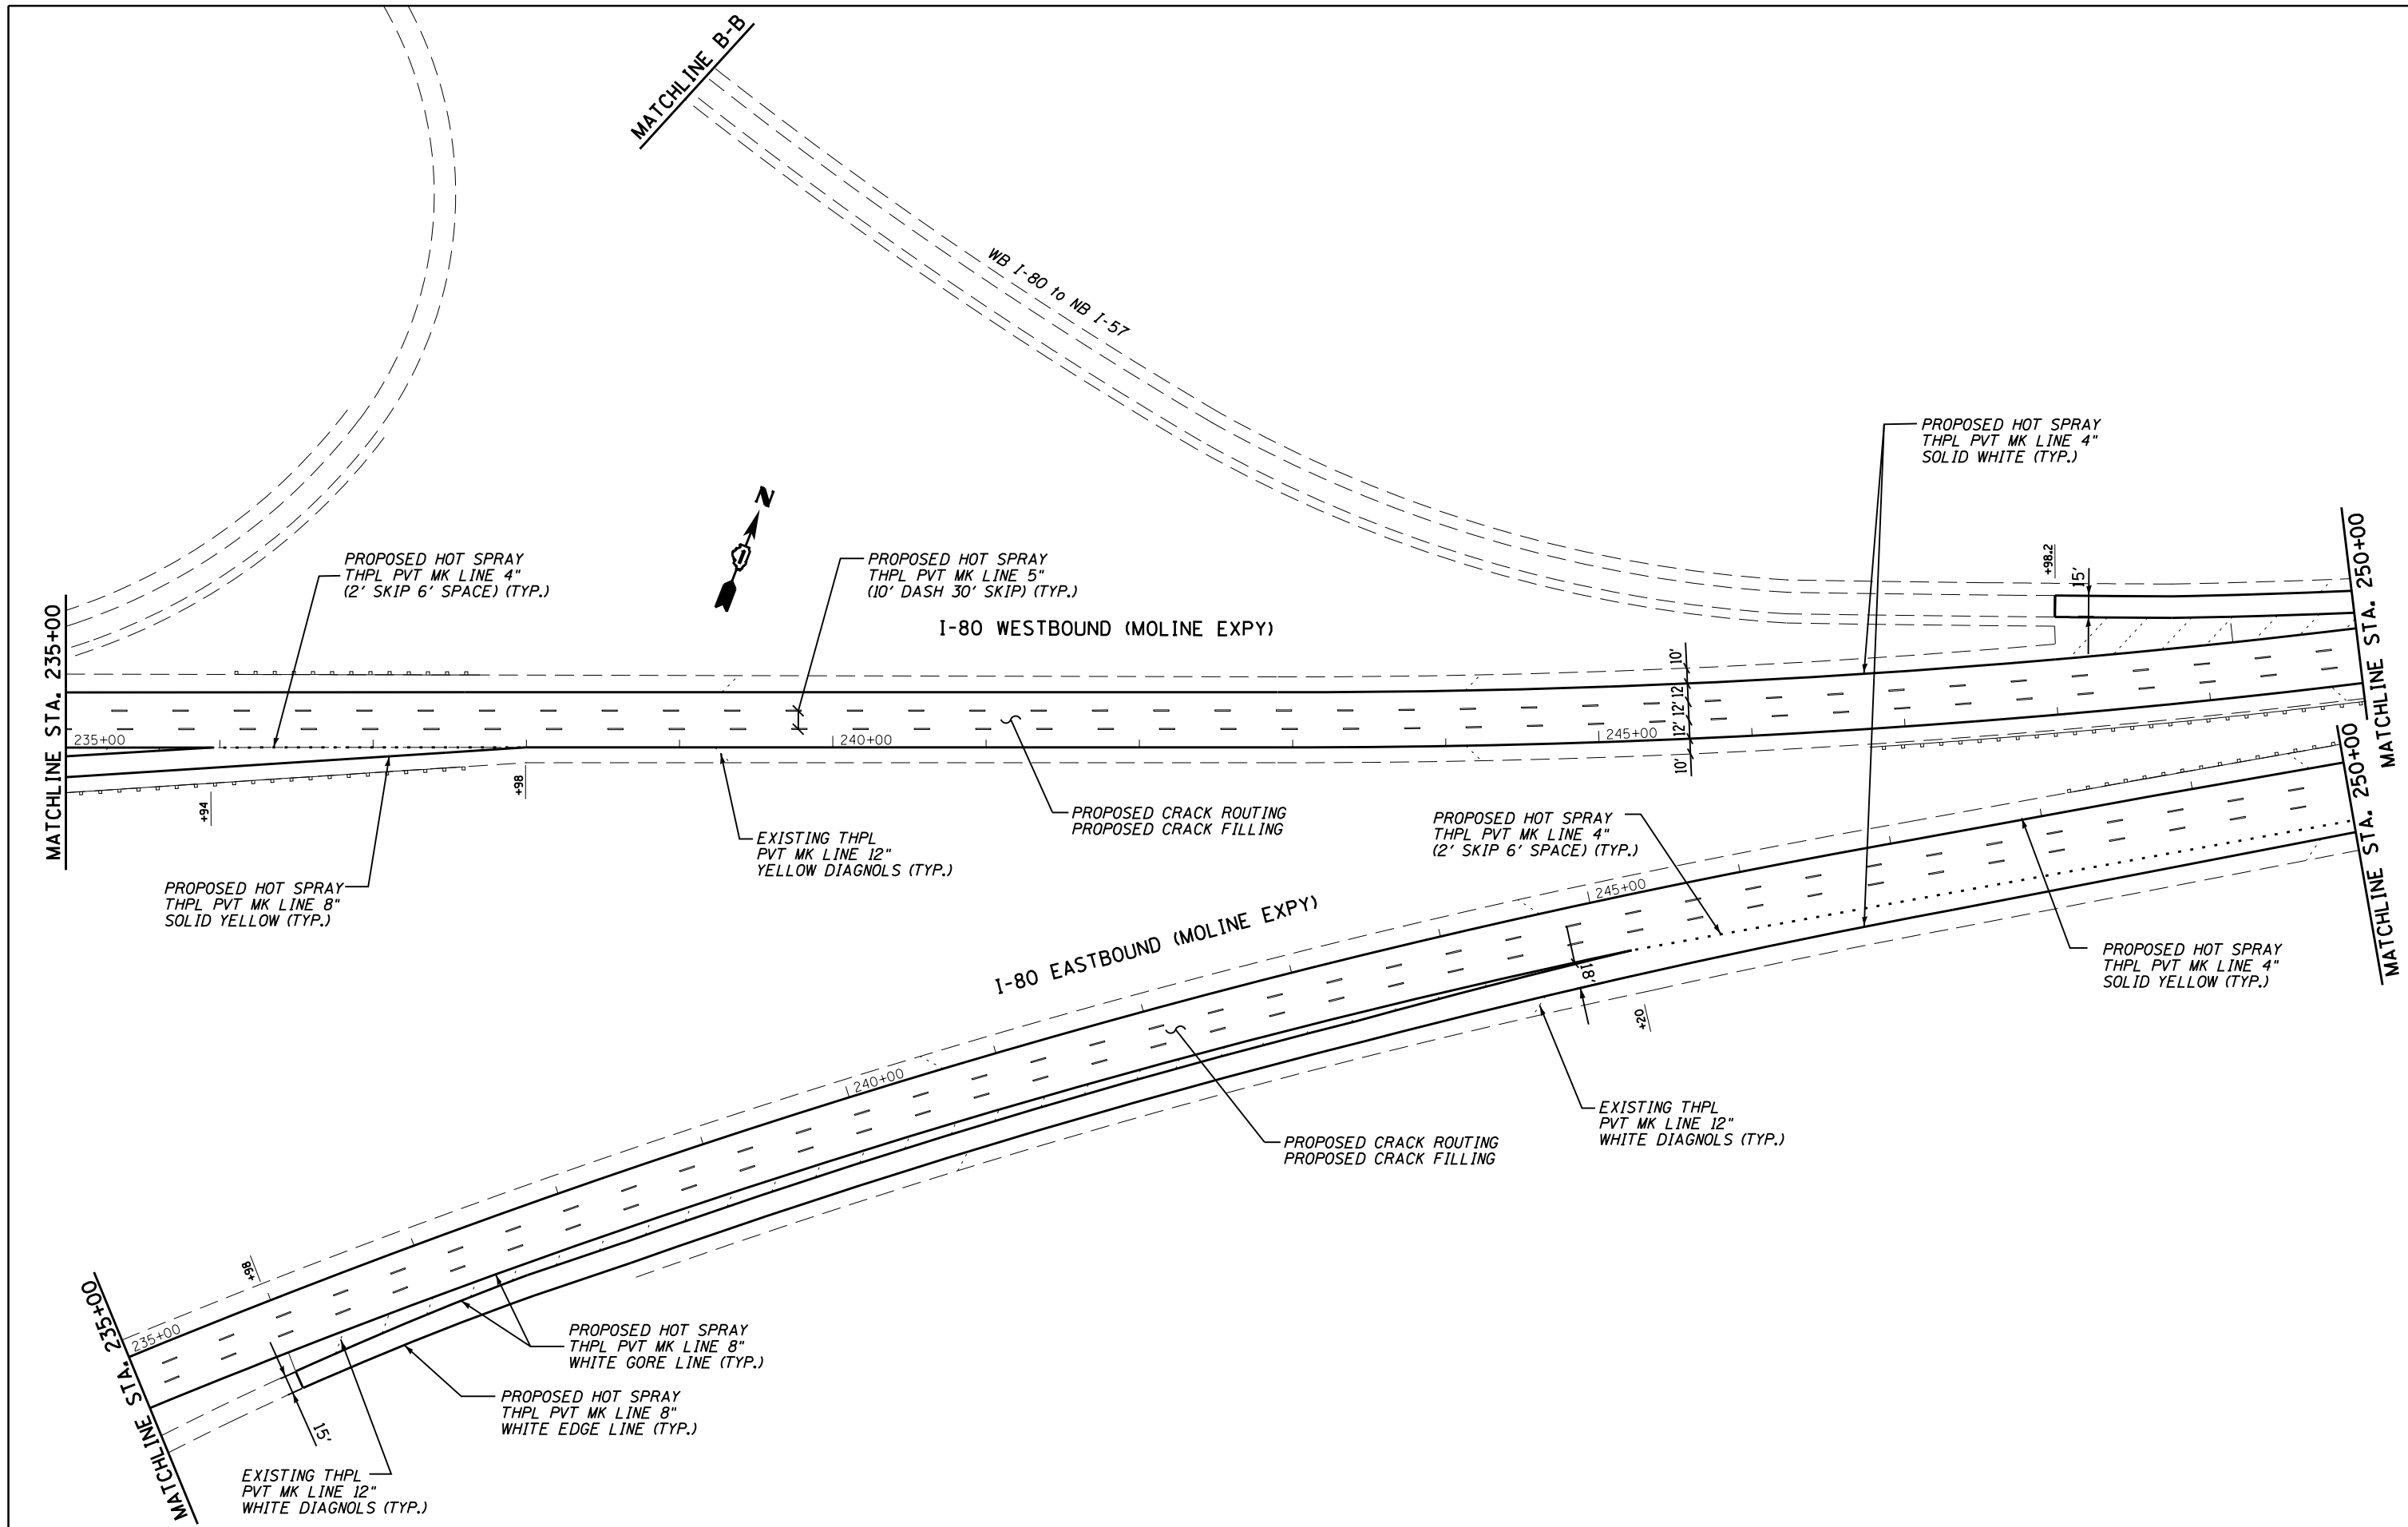 MATCHLINE B-B
WB I-80 to NB I-57
PROPOSED HOT SPRAY
THPL PVT MK LINE 4"
SOLID WHITE (TYP.)
N
PROPOSED HOT SPRAY
THPL PVT MK LINE 4"
(2' SKIP 6' SPACE) (TYP.)
PROPOSED HOT SPRAY
THPL PVT MK LINE 5"
(10' DASH 30' SKIP) (TYP.)
I-80 WESTBOUND (MOLINE EXPY)
MATCHLINE STA. 235+00
MATCHLINE STA. 250+00
+98.2
15'
10'
12'
12'
12'
10'
235+00
240+00
245+00
+94
+98
PROPOSED HOT SPRAY
THPL PVT MK LINE 8"
SOLID YELLOW (TYP.)
EXISTING THPL
PVT MK LINE 12"
YELLOW DIAGNOLS (TYP.)
PROPOSED CRACK ROUTING
PROPOSED CRACK FILLING
PROPOSED HOT SPRAY
THPL PVT MK LINE 4"
(2' SKIP 6' SPACE) (TYP.)
I-80 EASTBOUND (MOLINE EXPY)
MATCHLINE STA. 250+00
245+00
18'
+20
PROPOSED HOT SPRAY
THPL PVT MK LINE 4"
SOLID YELLOW (TYP.)
240+00
EXISTING THPL
PVT MK LINE 12"
WHITE DIAGNOLS (TYP.)
PROPOSED CRACK ROUTING
PROPOSED CRACK FILLING
+98
235+00
MATCHLINE STA. 235+00
15'
PROPOSED HOT SPRAY
THPL PVT MK LINE 8"
WHITE GORE LINE (TYP.)
PROPOSED HOT SPRAY
THPL PVT MK LINE 8"
WHITE EDGE LINE (TYP.)
EXISTING THPL
PVT MK LINE 12"
WHITE DIAGNOLS (TYP.)